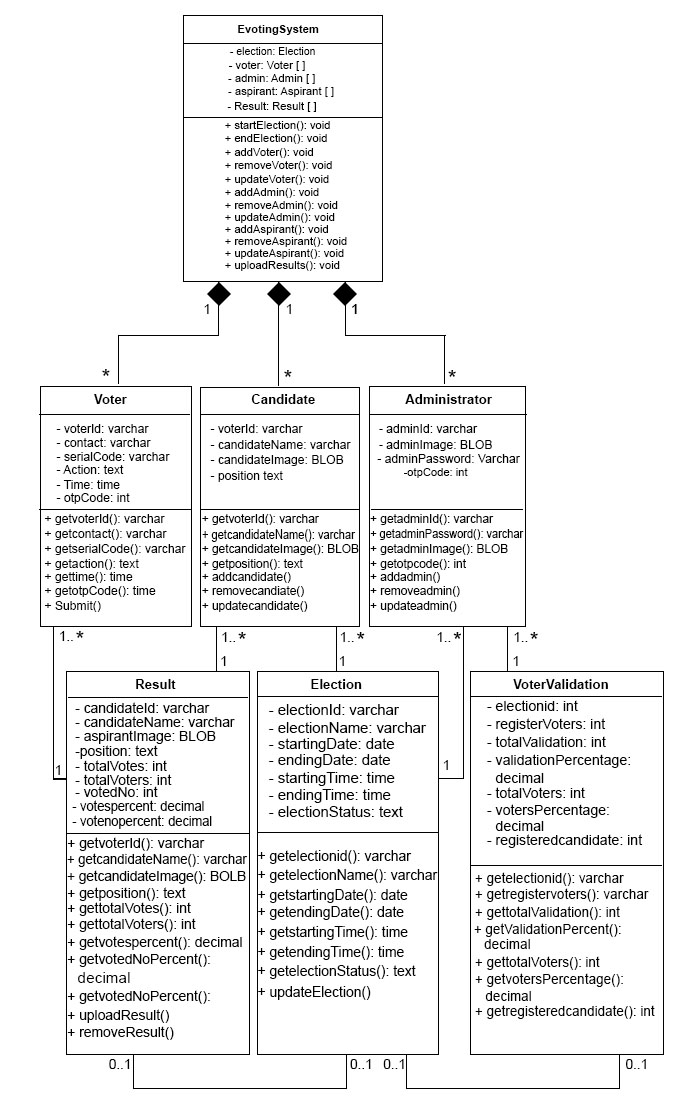 EvotingSystem
- election: Election
- voter: Voter [ ]
- admin: Admin [ ]
- aspirant: Aspirant [ ]
- Result: Result [ ]
+ startElection(): void
+ endElection(): void
+ addVoter(): void
+ removeVoter(): void
+ updateVoter(): void
+ addAdmin(): void
+ removeAdmin(): void
+ updateAdmin(): void
+ addAspirant(): void
+ removeAspirant(): void
+ updateAspirant(): void
+ uploadResults(): void
1
1
1
*
*
*
Voter
- voterId: varchar
- contact: varchar
- serialCode: varchar
- Action: text
- Time: time
- otpCode: int
+ getvoterId(): varchar
+ getcontact(): varchar
+ getserialCode(): varchar
+ getaction(): text
+ gettime(): time
+ getotpCode(): time
+ Submit()
Candidate
- voterId: varchar
- candidateName: varchar
- candidateImage: BLOB
- position text
+ getvoterId(): varchar
+ getcandidateName(): varchar
+ getcandidateImage(): BLOB
+ getposition(): text
+ addcandidate()
+ removecandiate()
+ updatecandidate()
Administrator
- adminId: varchar
- adminImage: BLOB
- adminPassword: Varchar
-otpCode: int
+ getadminId(): varchar
+ getadminPassword(): varchar
+ getadminImage(): BLOB
+ getotpcode(): int
+ addadmin()
+ removeadmin()
+ updateadmin()
1..*
1..*
1..*
1..*
1..*
1
1
1
1
1
Result
- candidateId: varchar
- candidateName: varchar
- aspirantImage: BLOB
-position: text
- totalVotes: int
- totalVoters: int
- votedNo: int
- votespercent: decimal
- votenopercent: decimal
+ getvoterId(): varchar
+ getcandidateName(): varchar
+ getcandidateImage(): BOLB
+ getposition(): text
+ gettotalVotes(): int
+ gettotalVoters(): int
+ getvotespercent(): decimal
+ getvotedNoPercent():
decimal
+ getvotedNoPercent():
+ uploadResult()
+ removeResult()
Election
- electionId: varchar
- electionName: varchar
- startingDate: date
- endingDate: date
- startingTime: time
- endingTime: time
- electionStatus: text
+ getelectionid(): varchar
+ getelectionName(): varchar
+ getstartingDate(): date
+ getendingDate(): date
+ getstartingTime(): time
+ getendingTime(): time
+ getelectionStatus(): text
+ updateElection()
VoterValidation
- electionid: int
- registerVoters: int
- totalValidation: int
- validationPercentage:
decimal
- totalVoters: int
- votersPercentage:
decimal
- registeredcandidate: int
+ getelectionid(): varchar
+ getregistervoters(): varchar
+ gettotalValidation(): int
+ getValidationPercent():
decimal
+ gettotalVoters(): int
+ getvotersPercentage():
decimal
+ getregisteredcandidate(): int
0..1
0..1
0..1
0..1